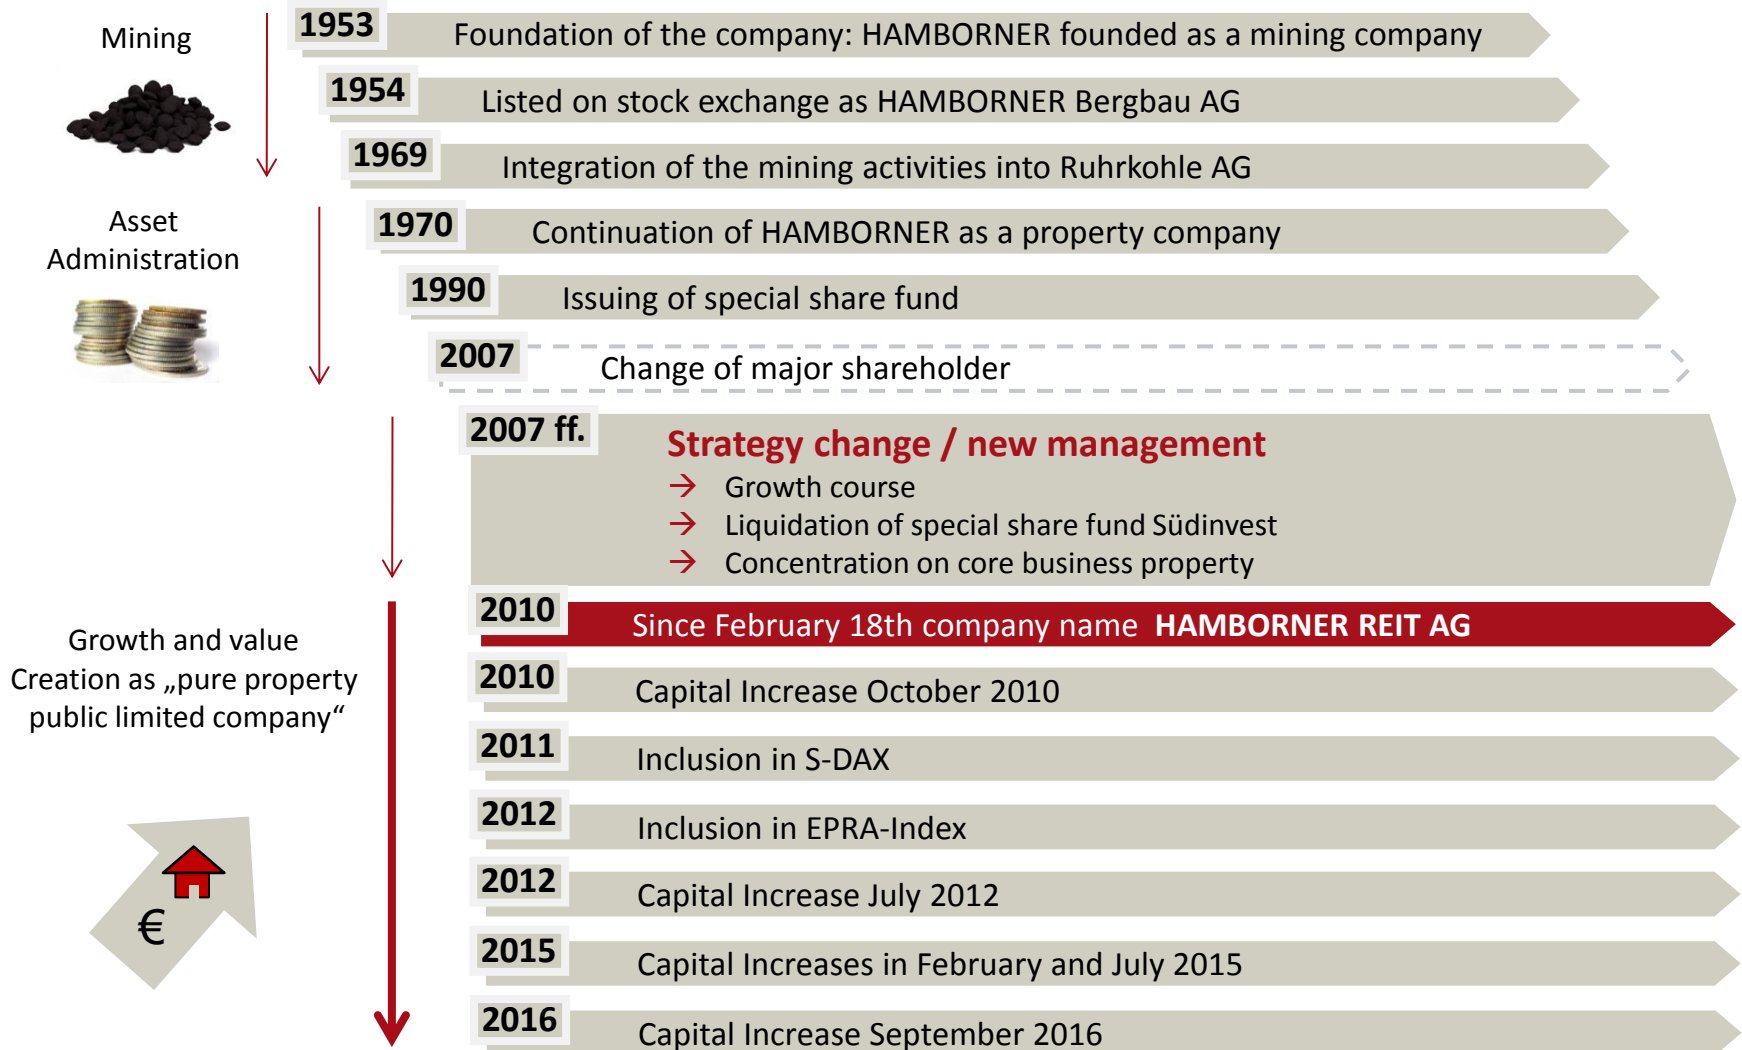 Mining
1953
Foundation of the company: HAMBORNER founded as a mining company
1954
Listed on stock exchange as HAMBORNER Bergbau AG
1969
Integration of the mining activities into Ruhrkohle AG
Asset
Administration
1970
Continuation of HAMBORNER as a property company
1990
Issuing of special share fund
2007
Change of major shareholder
2007 ff.
Strategy change / new management
→ Growth course
→ Liquidation of special share fund Südinvest
→ Concentration on core business property
Growth and value
Creation as „pure property
public limited company“
€
2010
Since February 18th company name HAMBORNER REIT AG
2010
Capital Increase October 2010
2011
Inclusion in S-DAX
2012
Inclusion in EPRA-Index
2012
Capital Increase July 2012
2015
Capital Increases in February and July 2015
2016
Capital Increase September 2016